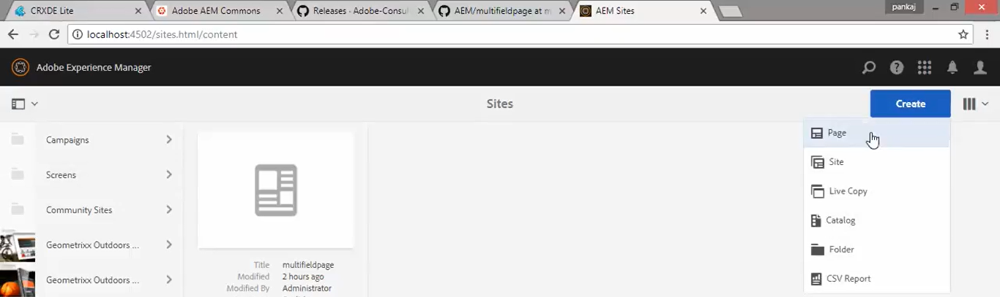 CRXDE Lite
Adobe AEM Commons
Releases · Adobe-Consul
AEM/multifieldpage at m
AEM Sites
pankaj
localhost:4502/sites.html/content
Adobe Experience Manager
Sites
Create
Campaigns
Screens
Community Sites
Geometrixx Outdoors ...
Geometrixx Outdoors ...
Title multifieldpage
Modified 2 hours ago
Modified By Administrator
Page
Site
Live Copy
Catalog
Folder
CSV Report